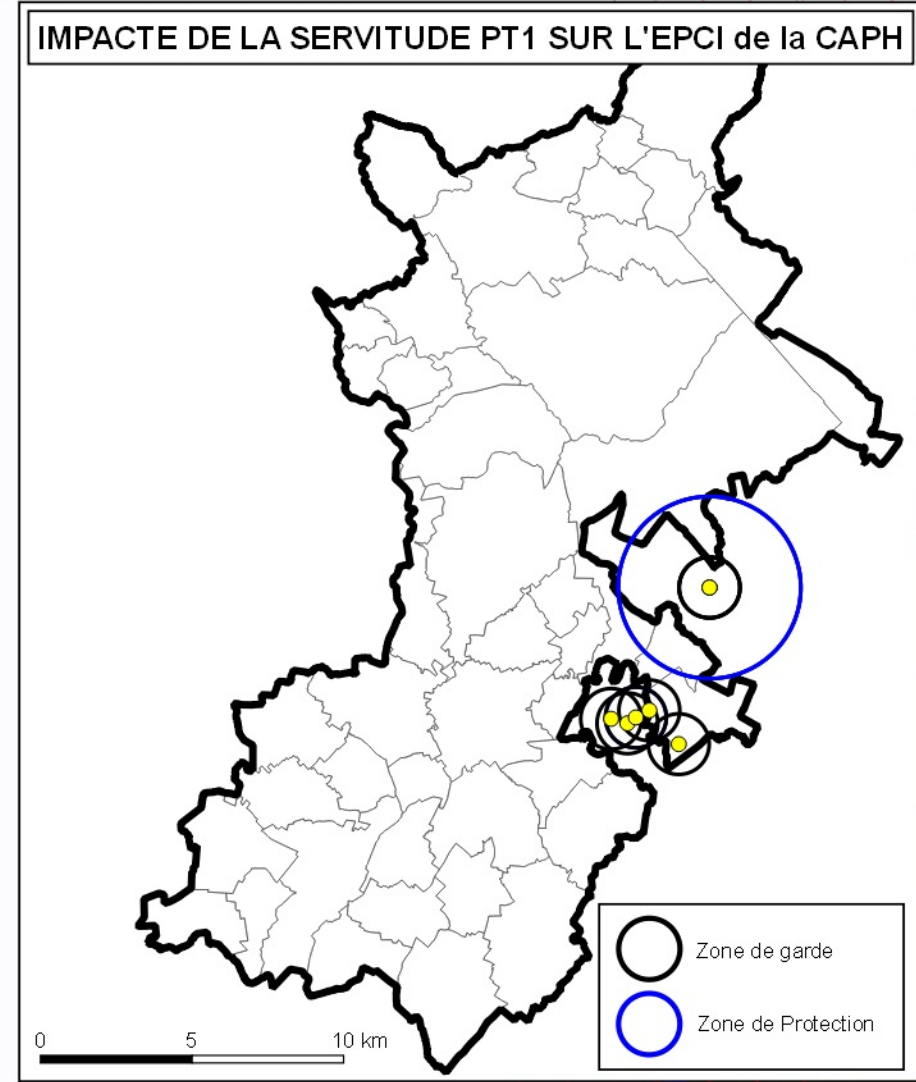 IMPACTE DE LA SERVITUDE PT1 SUR L'EPCI de la CAPH
Zone de garde
Zone de Protection
0 5 10 km